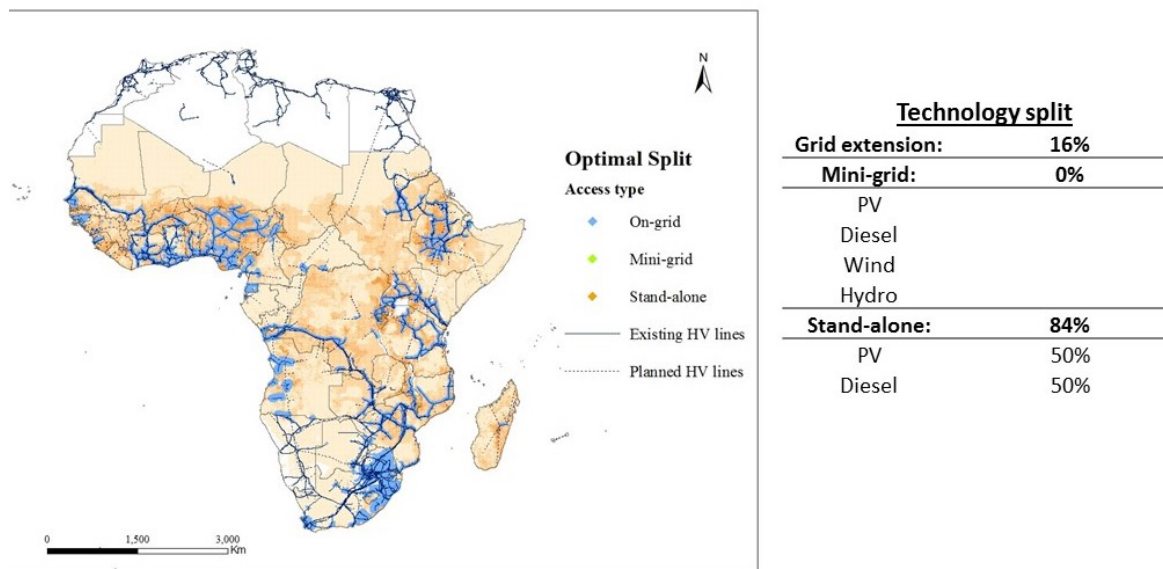 N
Optimal Split
Access type
On-grid
Mini-grid
Stand-alone
Existing HV lines
Planned HV lines
0 1,500 3,000
Km
Technology split
Grid extension: 16%
Mini-grid: 0%
PV
Diesel
Wind
Hydro
Stand-alone: 84%
PV 50%
Diesel 50%